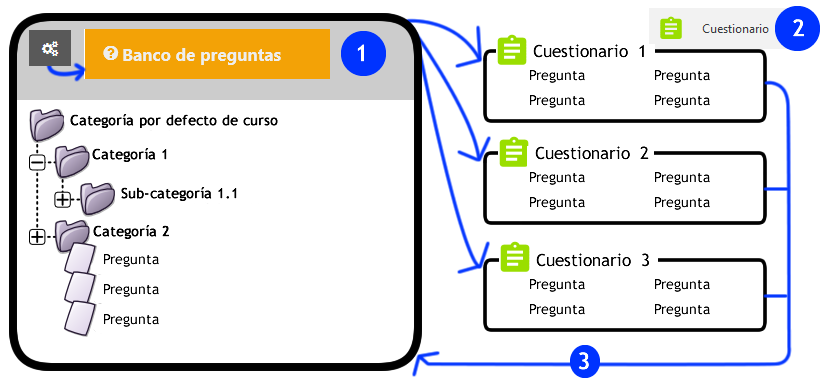 Banco de preguntas
1
Categoría por defecto de curso
Categoría 1
Sub-categoría 1.1
Categoría 2
Pregunta
Pregunta
Pregunta
Cuestionario
2
Cuestionario 1
Pregunta Pregunta
Pregunta Pregunta
Cuestionario 2
Pregunta Pregunta
Pregunta Pregunta
Cuestionario 3
Pregunta Pregunta
Pregunta Pregunta
3